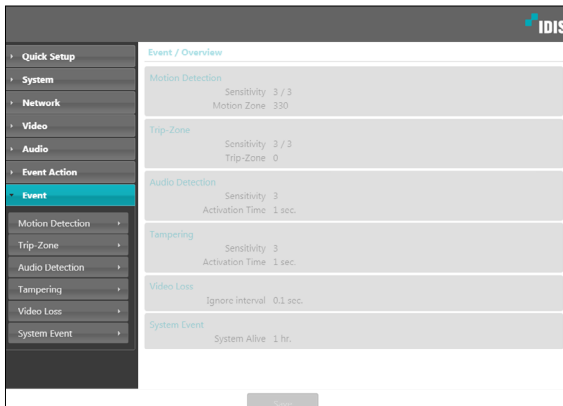 IDIS
Quick Setup
System
Network
Video
Audio
Event Action
Event
Motion Detection
Trip-Zone
Audio Detection
Tampering
Video Loss
System Event
Event / Overview
Motion Detection
Sensitivity 3 / 3
Motion Zone 330
Trip-Zone
Sensitivity 3 / 3
Trip-Zone 0
Audio Detection
Sensitivity 3
Activation Time 1 sec.
Tampering
Sensitivity 3
Activation Time 1 sec.
Video Loss
Ignore interval 0.1 sec.
System Event
System Alive 1 hr.
Save